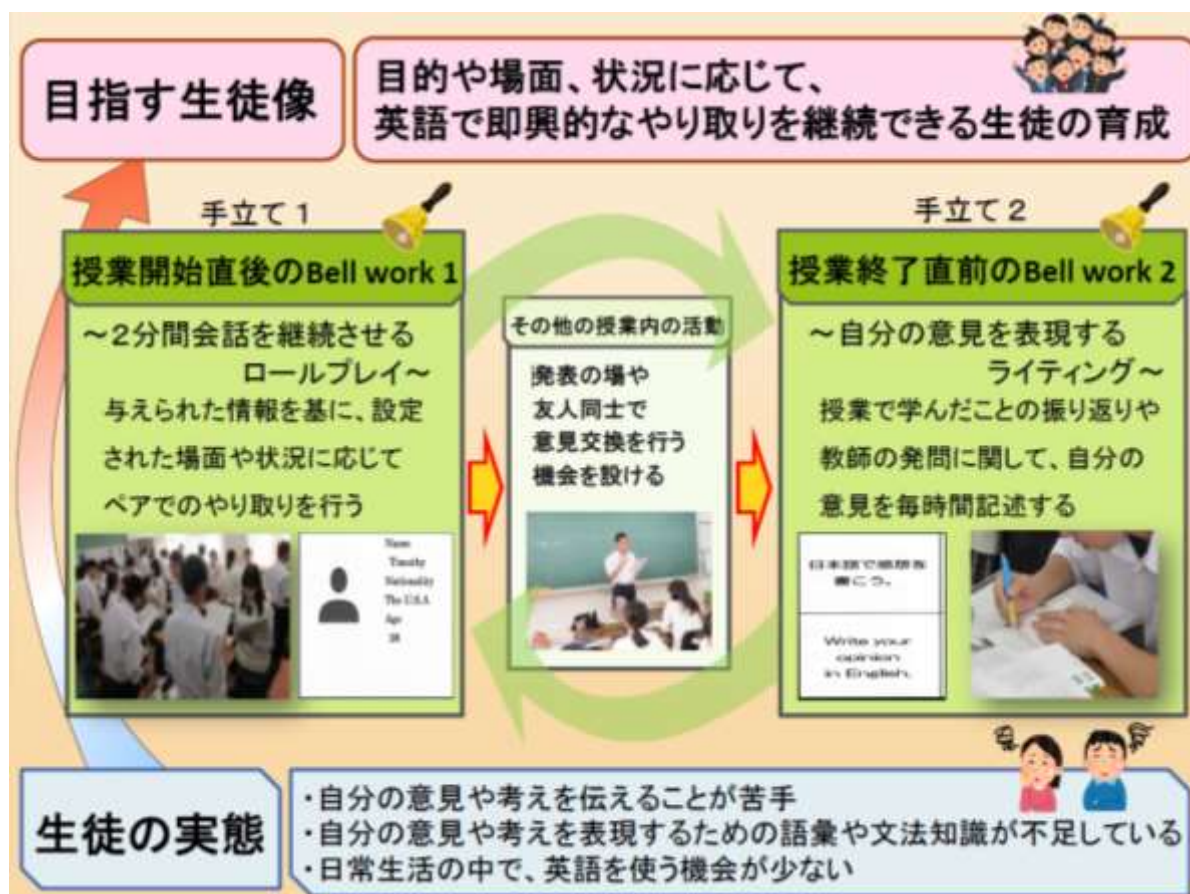 目指す生徒像
目的や場面、状況に応じて、
英語で即興的なやり取りを継続できる生徒の育成
手立て１
授業開始直後のBell work 1
～２分間会話を継続させる
ロールプレイ～
与えられた情報を基に、設定
された場面や状況に応じて
ペアでのやり取りを行う
Name
Timothy
Nationality
The U.S.A
Age
その他の授業内の活動
発表の場や
友人同士で
意見交換を行う
機会を設ける
手立て２
授業終了直前のBell work 2
～自分の意見を表現する
ライティング～
授業で学んだことの振り返りや
教師の発問に関して、自分の
意見を毎時間記述する
日本語で感想を
書こう。
Write your
opinion
in English.
生徒の実態
・自分の意見や考えを伝えることが苦手
・自分の意見や考えを表現するための語彙や文法知識が不足している
・日常生活の中で、英語を使う機会が少ない